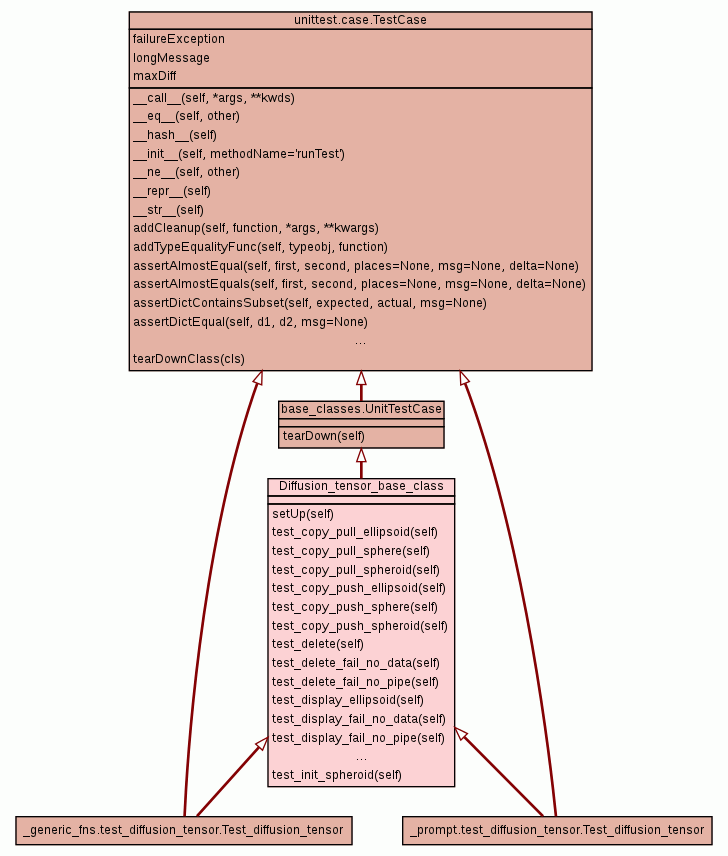 unittest.case.TestCase
failureException
longMessage
maxDiff
__call__(self, *args, **kwds)
__eq__(self, other)
__hash__(self)
__init__(self, methodName='runTest')
__ne__(self, other)
__repr__(self)
__str__(self)
addCleanup(self, function, *args, **kwargs)
addTypeEqualityFunc(self, typeobj, function)
assertAlmostEqual(self, first, second, places=None, msg=None, delta=None)
assertAlmostEquals(self, first, second, places=None, msg=None, delta=None)
assertDictContainsSubset(self, expected, actual, msg=None)
assertDictEqual(self, d1, d2, msg=None)
...
tearDownClass(cls)
base_classes.UnitTestCase
tearDown(self)
Diffusion_tensor_base_class
setUp(self)
test_copy_pull_ellipsoid(self)
test_copy_pull_sphere(self)
test_copy_pull_spheroid(self)
test_copy_push_ellipsoid(self)
test_copy_push_sphere(self)
test_copy_push_spheroid(self)
test_delete(self)
test_delete_fail_no_data(self)
test_delete_fail_no_pipe(self)
test_display_ellipsoid(self)
test_display_fail_no_data(self)
test_display_fail_no_pipe(self)
...
test_init_spheroid(self)
_generic_fns.test_diffusion_tensor.Test_diffusion_tensor
_prompt.test_diffusion_tensor.Test_diffusion_tensor